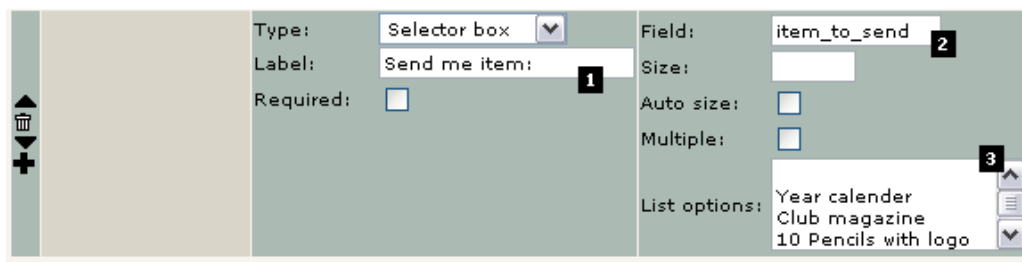 Type: Selector box Field: item_to_send 2
Label: Send me item: 1 Size:
Required: Auto size:
Multiple:
3
List options: Year calender
Club magazine
10 Pencils with logo